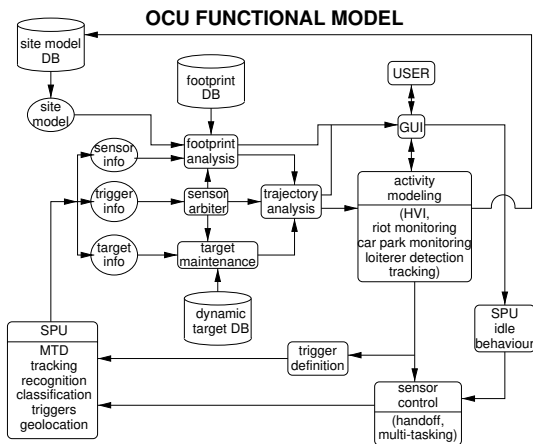 OCU FUNCTIONAL MODEL
site model
DB
footprint
DB
USER
site
model
GUI
sensor
info
footprint
analysis
activity
modeling
(HVI,
riot monitoring
car park monitoring
loiterer detection
tracking)
trigger
info
sensor
arbiter
trajectory
analysis
target
info
target
maintenance
dynamic
target DB
SPU
idle
behaviour
SPU
MTD
tracking
recognition
classification
triggers
geolocation
trigger
definition
sensor
control
(handoff,
multi-tasking)